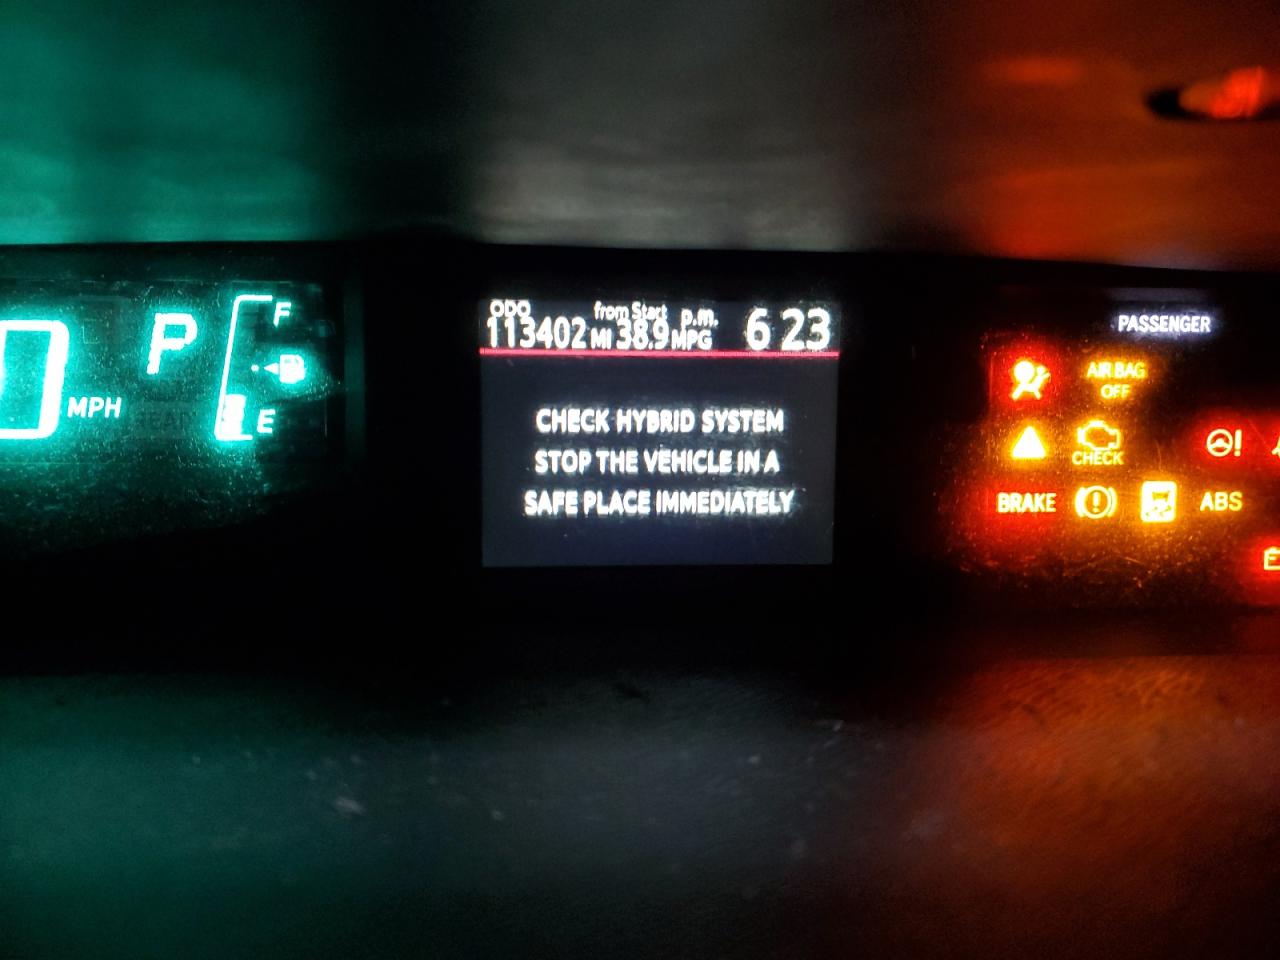 0 MPH
P
F
E
ODO from Start p.m.
113402 MI 38.9 MPG 6 23
CHECK HYBRID SYSTEM
STOP THE VEHICLE IN A
SAFE PLACE IMMEDIATELY
PASSENGER
AIR BAG
OFF
CHECK
!
BRAKE
!
ABS